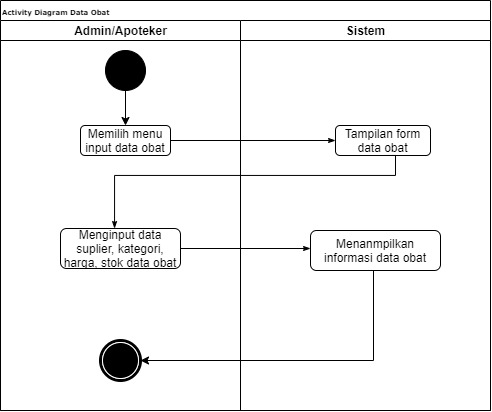 Activity Diagram Data Obat
Admin/Apoteker
Sistem
Memilih menu
input data obat
Tampilan form
data obat
Menginput data
suplier, kategori,
harga, stok data obat
Menanmpilkan
informasi data obat